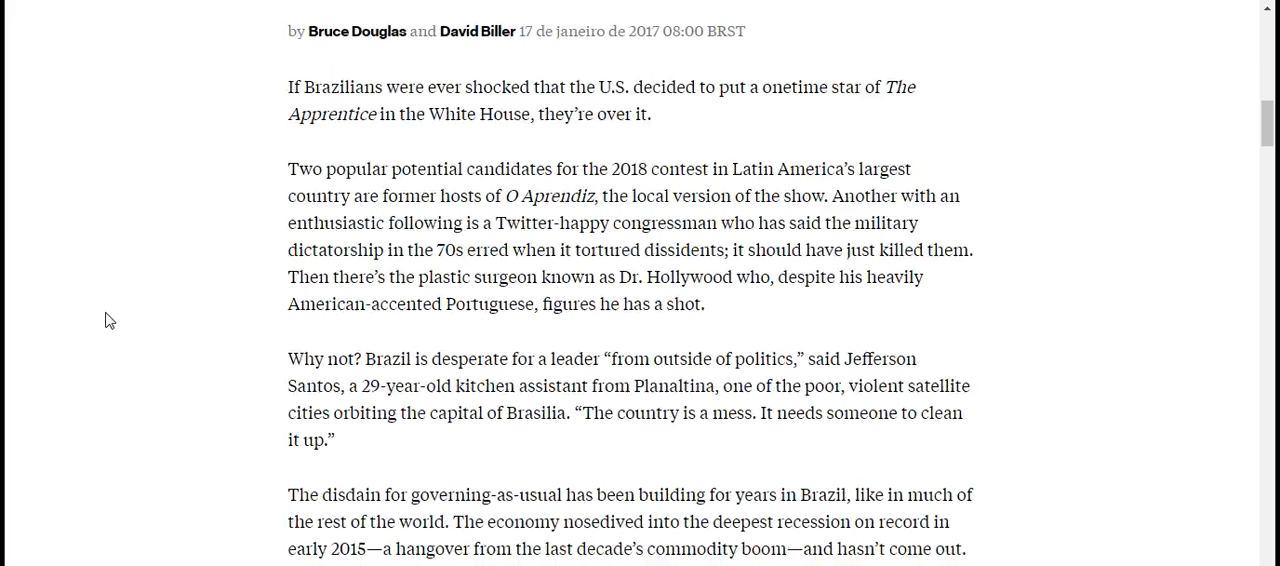 by Bruce Douglas and David Biller 17 de janeiro de 2017 08:00 BRST
If Brazilians were ever shocked that the U.S. decided to put a onetime star of The
Apprentice in the White House, they’re over it.
Two popular potential candidates for the 2018 contest in Latin America’s largest
country are former hosts of O Aprendiz, the local version of the show. Another with an
enthusiastic following is a Twitter-happy congressman who has said the military
dictatorship in the 70s erred when it tortured dissidents; it should have just killed them.
Then there’s the plastic surgeon known as Dr. Hollywood who, despite his heavily
American-accented Portuguese, figures he has a shot.
Why not? Brazil is desperate for a leader “from outside of politics,” said Jefferson
Santos, a 29-year-old kitchen assistant from Planaltina, one of the poor, violent satellite
cities orbiting the capital of Brasilia. “The country is a mess. It needs someone to clean
it up.”
The disdain for governing-as-usual has been building for years in Brazil, like in much of
the rest of the world. The economy nosedived into the deepest recession on record in
early 2015—a hangover from the last decade’s commodity boom—and hasn’t come out.